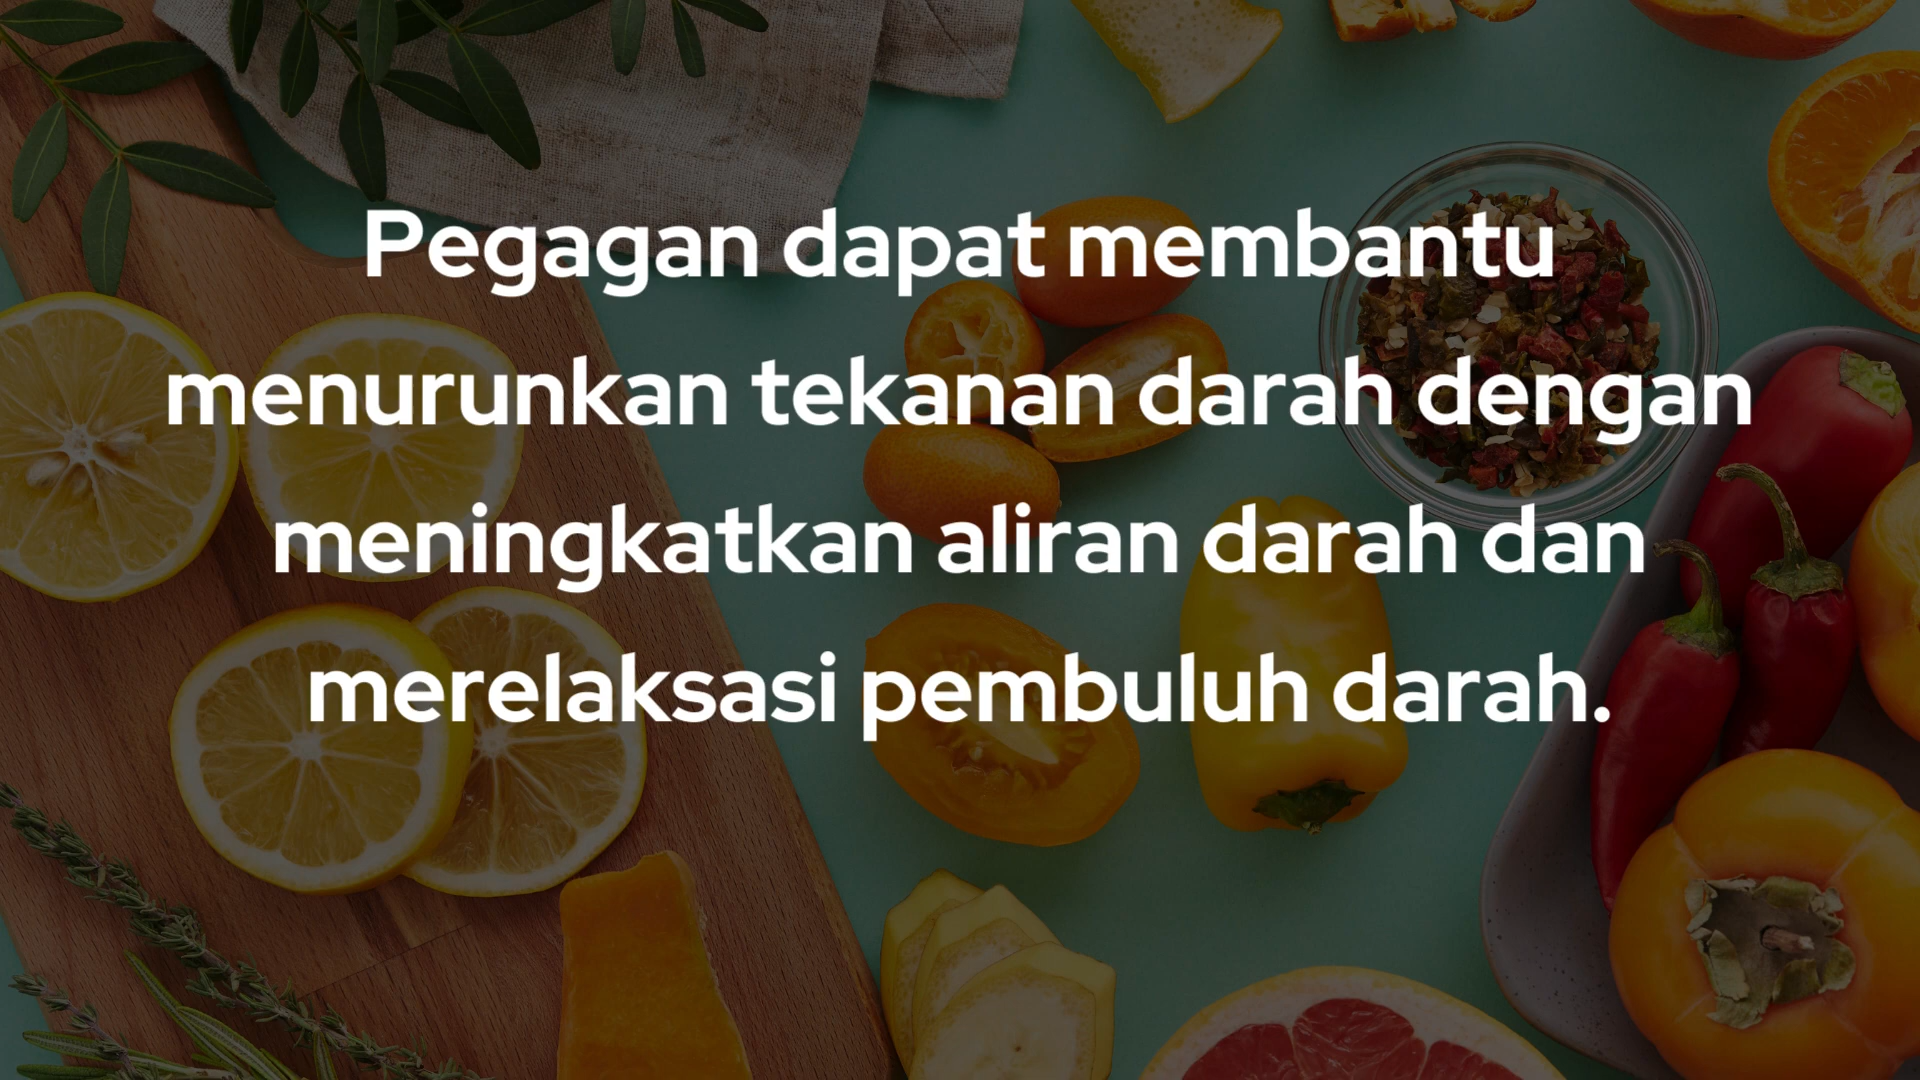 Pegagan dapat membantu
menurunkan tekanan darah dengan
meningkatkan aliran darah dan
merelaksasi pembuluh darah.